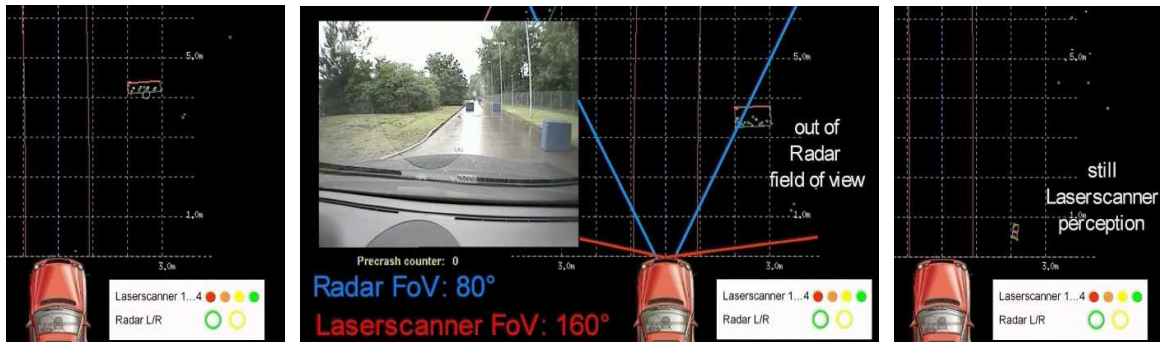 5.0m
1.0m
3.0m
Laserscanner 1...4
Radar L/R
Precrash counter: 0
Radar FoV: 80°
Laserscanner FoV: 160°
5.0m
out of
Radar
field of view
1.0m
3.0m
3.0m
Laserscanner 1...4
Radar L/R
5.0m
still
Laserscanner
1.0m
perception
3.0m
Laserscanner 1...4
Radar L/R